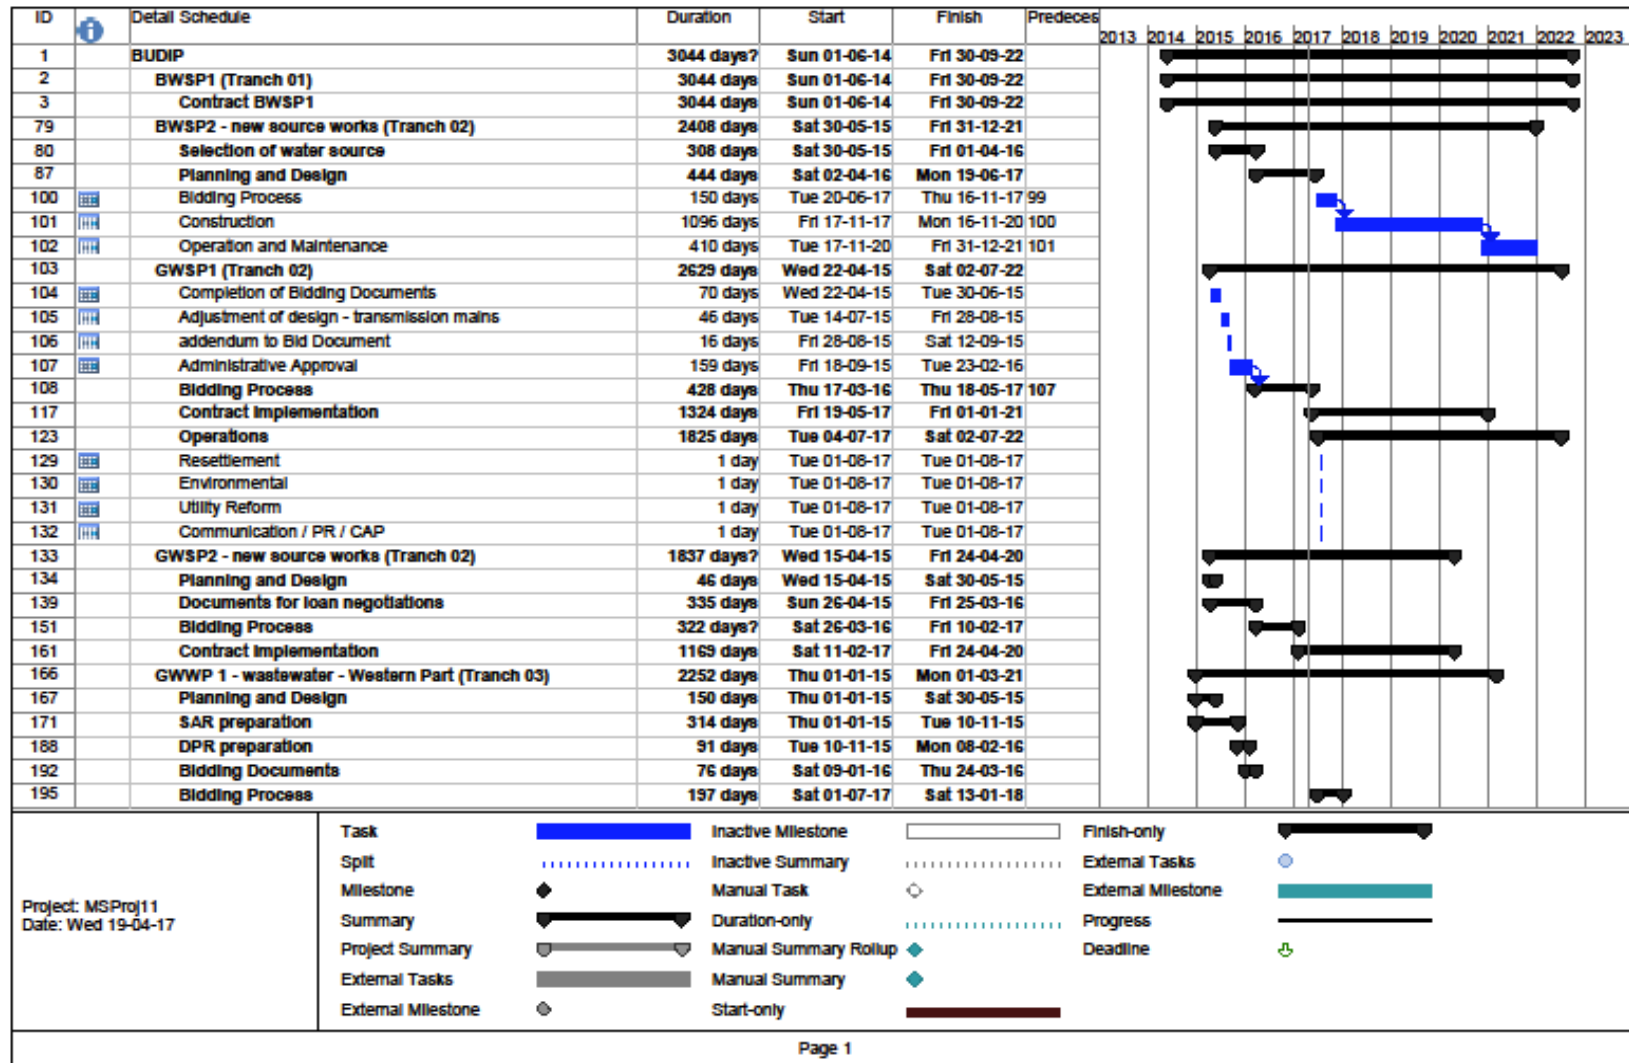 ID Detail Schedule Duration Start Finish Predeces
2013 2014 2015 2016 2017 2018 2019 2020 2021 2022 2023
1 BUDIP 3044 days? Sun 01-06-14 Fri 30-09-22
2 BWSP1 (Tranch 01) 3044 days Sun 01-06-14 Fri 30-09-22
3 Contract BWSP1 3044 days Sun 01-06-14 Fri 30-09-22
79 BWSP2 - new source works (Tranch 02) 2408 days Sat 30-05-15 Fri 31-12-21
80 Selection of water source 308 days Sat 30-05-15 Fri 01-04-16
87 Planning and Design 444 days Sat 02-04-16 Mon 19-06-17
100 Bidding Process 150 days Tue 20-06-17 Thu 16-11-17 99
101 Construction 1096 days Fri 17-11-17 Mon 16-11-20 100
102 Operation and Maintenance 410 days Tue 17-11-20 Fri 31-12-21 101
103 GWSP1 (Tranch 02) 2629 days Wed 22-04-15 Sat 02-07-22
104 Completion of Bidding Documents 70 days Wed 22-04-15 Tue 30-06-15
105 Adjustment of design - transmission mains 46 days Tue 14-07-15 Fri 28-08-15
106 addendum to Bid Document 16 days Fri 28-08-15 Sat 12-09-15
107 Administrative Approval 159 days Fri 18-09-15 Tue 23-02-16
108 Bidding Process 428 days Thu 17-03-16 Thu 18-05-17 107
117 Contract Implementation 1324 days Fri 19-05-17 Fri 01-01-21
123 Operations 1825 days Tue 04-07-17 Sat 02-07-22
129 Resettlement 1 day Tue 01-08-17 Tue 01-08-17
130 Environmental 1 day Tue 01-08-17 Tue 01-08-17
131 Utility Reform 1 day Tue 01-08-17 Tue 01-08-17
132 Communication / PR / CAP 1 day Tue 01-08-17 Tue 01-08-17
133 GWSP2 - new source works (Tranch 02) 1837 days? Wed 15-04-15 Fri 24-04-20
134 Planning and Design 46 days Wed 15-04-15 Sat 30-05-15
139 Documents for loan negotiations 335 days Sun 26-04-15 Fri 25-03-16
151 Bidding Process 322 days? Sat 26-03-16 Fri 10-02-17
161 Contract Implementation 1169 days Sat 11-02-17 Fri 24-04-20
166 GWWP 1 - wastewater - Western Part (Tranch 03) 2252 days Thu 01-01-15 Mon 01-03-21
167 Planning and Design 150 days Thu 01-01-15 Sat 30-05-15
171 SAR preparation 314 days Thu 01-01-15 Tue 10-11-15
188 DPR preparation 91 days Tue 10-11-15 Mon 08-02-16
192 Bidding Documents 76 days Sat 09-01-16 Thu 24-03-16
195 Bidding Process 197 days Sat 01-07-17 Sat 13-01-18
Project: MSProj11
Date: Wed 19-04-17
Task Inactive Milestone Finish-only
Split Inactive Summary External Tasks
Milestone Manual Task External Milestone
Summary Duration-only Progress
Project Summary Manual Summary Rollup Deadline
External Tasks Manual Summary
External Milestone Start-only
Page 1